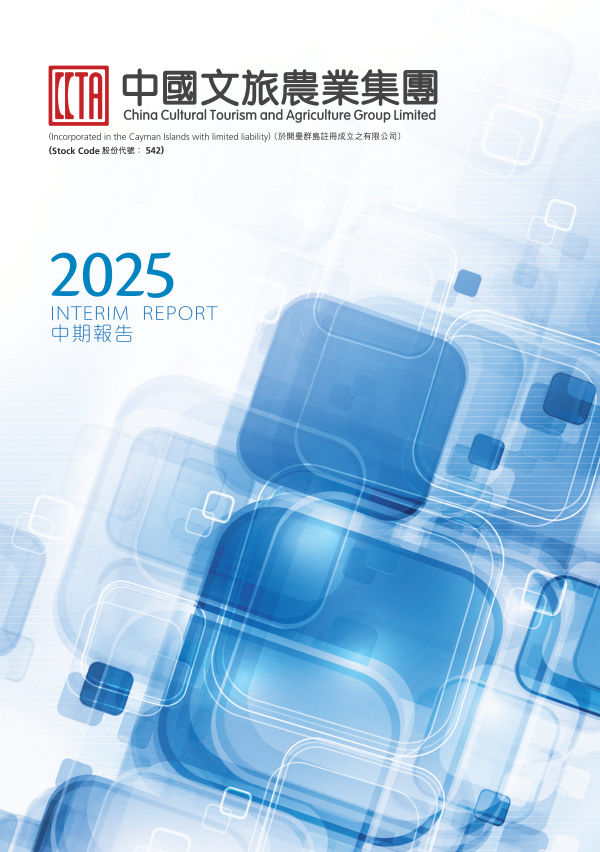 CCTA
中國文旅農業集團
China Cultural Tourism and Agriculture Group Limited
(Incorporated in the Cayman Islands with limited liability)（於開曼群島註冊成立之有限公司）
(Stock Code 股份代號： 542)
2025
INTERIM REPORT
中期報告